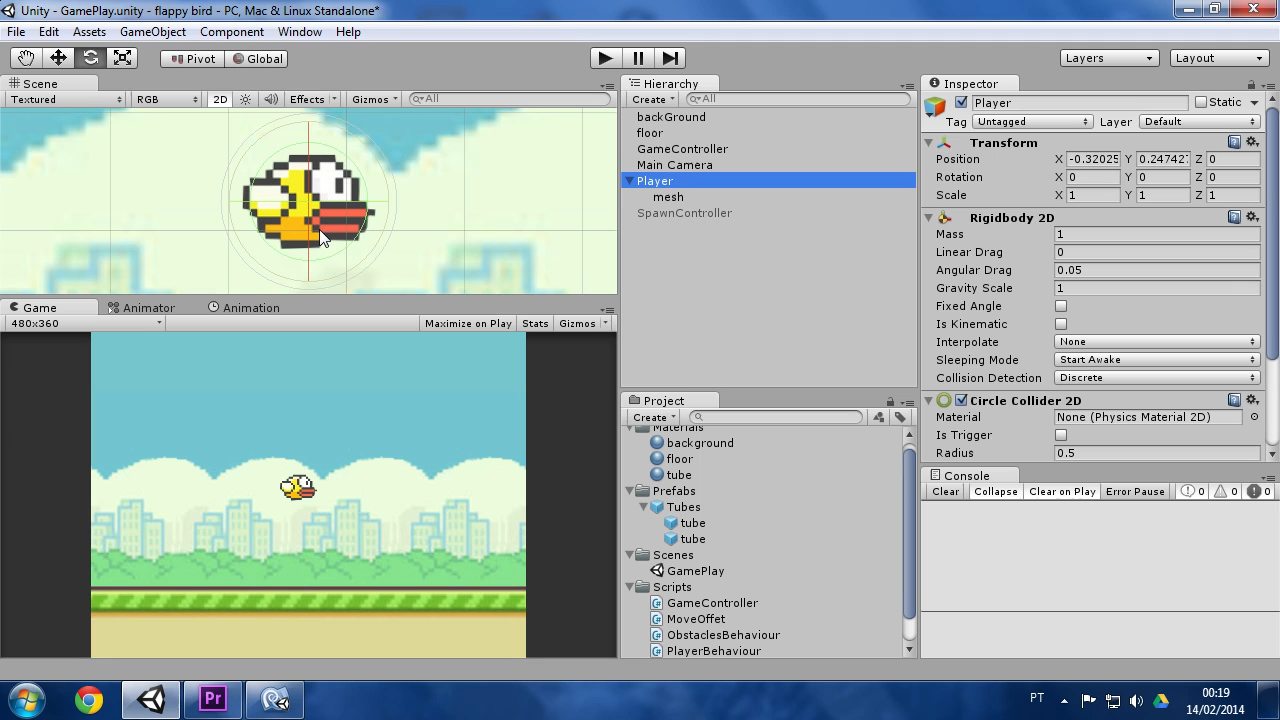 Unity - GamePlay.unity - flappy bird - PC, Mac & Linux Standalone*
File Edit Assets GameObject Component Window Help
Pivot Global Layers Layout
Scene
Textured RGB 2D Effects Gizmos All
Game Animator Animation
480x360 Maximize on Play Stats Gizmos
Hierarchy
Create All
backGround
floor
GameController
Main Camera
Player
mesh
SpawnController
Project
Create
Materials
background
floor
tube
Prefabs
Tubes
tube
tube
Scenes
GamePlay
Scripts
GameController
MoveOffet
ObstaclesBehaviour
PlayerBehaviour
Inspector
Player Static
Tag Untagged Layer Default
Transform
Position X -0.32025 Y 0.247427 Z 0
Rotation X 0 Y 0 Z 0
Scale X 1 Y 1 Z 1
Rigidbody 2D
Mass 1
Linear Drag 0
Angular Drag 0.05
Gravity Scale 1
Fixed Angle
Is Kinematic
Interpolate None
Sleeping Mode Start Awake
Collision Detection Discrete
Circle Collider 2D
Material None (Physics Material 2D)
Is Trigger
Radius 0.5
Console
Clear Collapse Clear on Play Error Pause 0 0 0
Pr PT 00:19
14/02/2014